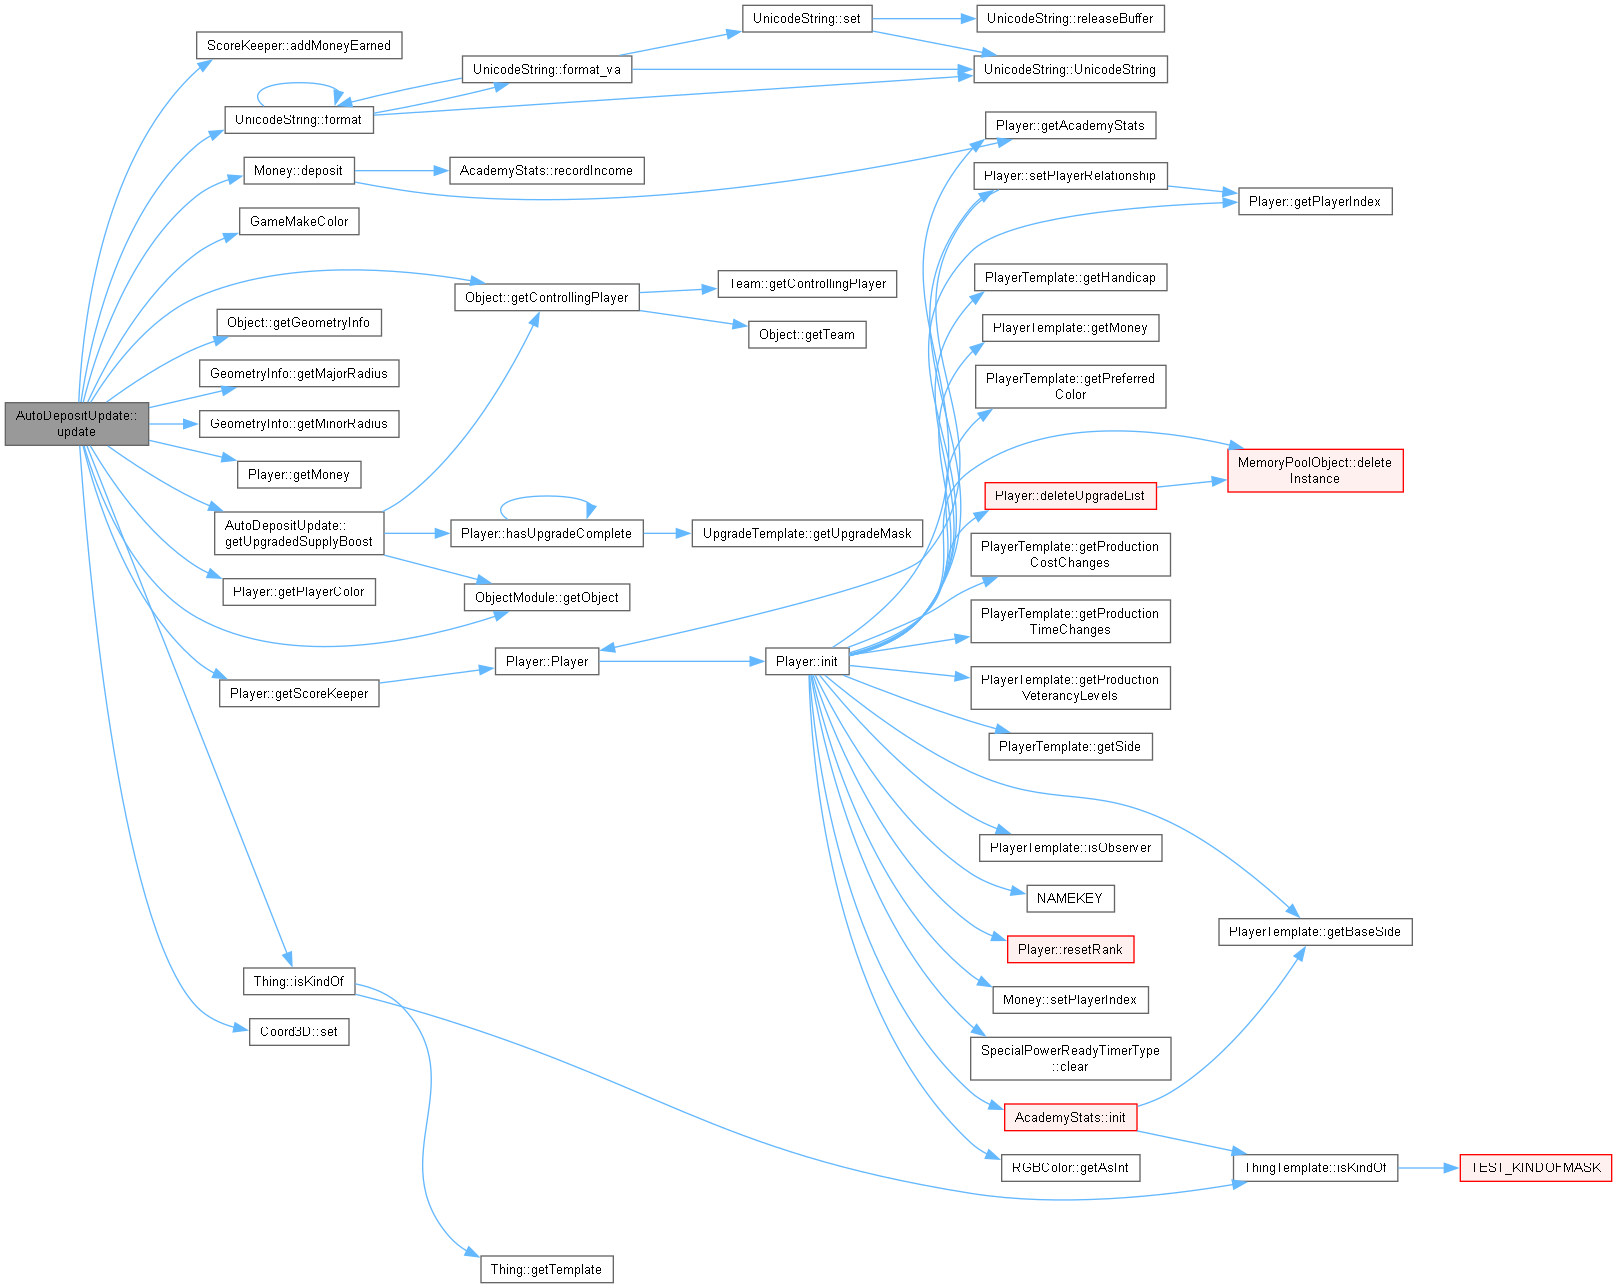 AutoDepositUpdate::
update
ScoreKeeper::addMoneyEarned
UnicodeString::format
Money::deposit
GameMakeColor
Object::getGeometryInfo
GeometryInfo::getMajorRadius
GeometryInfo::getMinorRadius
Player::getMoney
AutoDepositUpdate::
getUpgradedSupplyBoost
Player::getPlayerColor
Player::getScoreKeeper
Thing::isKindOf
Coord3D::set
UnicodeString::format_va
AcademyStats::recordIncome
Object::getControllingPlayer
Player::hasUpgradeComplete
ObjectModule::getObject
Player::Player
Thing::getTemplate
UnicodeString::set
Team::getControllingPlayer
Object::getTeam
UpgradeTemplate::getUpgradeMask
Player::init
UnicodeString::releaseBuffer
UnicodeString::UnicodeString
Player::getAcademyStats
Player::setPlayerRelationship
PlayerTemplate::getHandicap
PlayerTemplate::getMoney
PlayerTemplate::getPreferred
Color
Player::deleteUpgradeList
PlayerTemplate::getProduction
CostChanges
PlayerTemplate::getProduction
TimeChanges
PlayerTemplate::getProduction
VeterancyLevels
PlayerTemplate::getSide
PlayerTemplate::isObserver
NAMEKEY
Player::resetRank
Money::setPlayerIndex
SpecialPowerReadyTimerType
::clear
AcademyStats::init
RGBColor::getAsInt
Player::getPlayerIndex
MemoryPoolObject::delete
Instance
PlayerTemplate::getBaseSide
ThingTemplate::isKindOf
TEST_KINDOFMASK